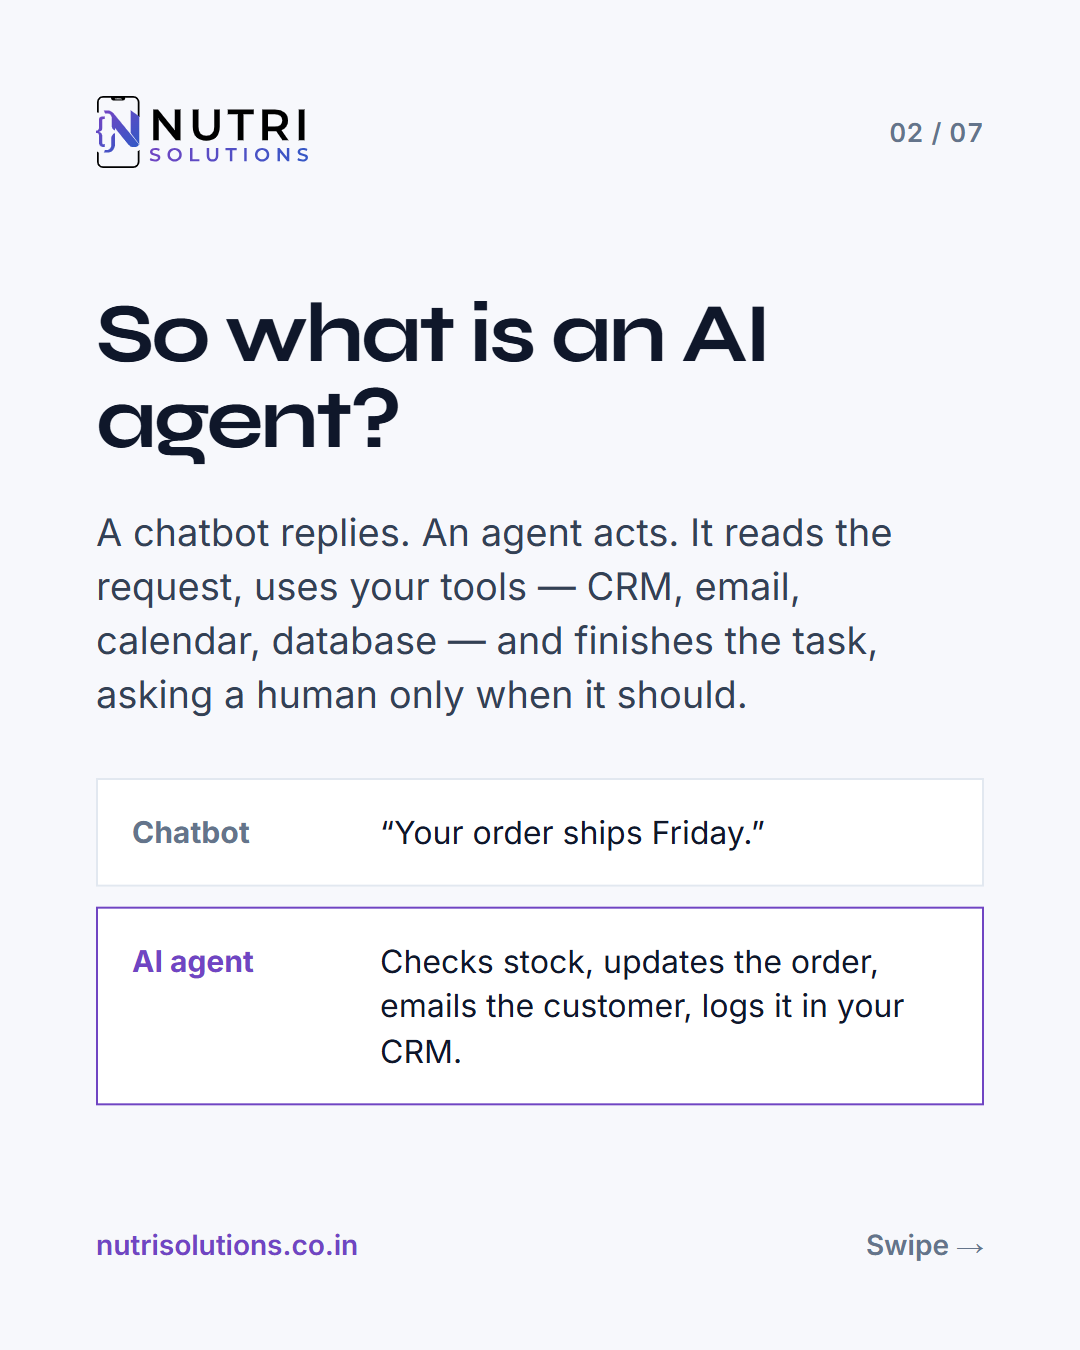 NUTRI
SOLUTIONS
02 / 07
So what is an AI
agent?
A chatbot replies. An agent acts. It reads the
request, uses your tools — CRM, email,
calendar, database — and finishes the task,
asking a human only when it should.
Chatbot
“Your order ships Friday.”
AI agent
Checks stock, updates the order,
emails the customer, logs it in your
CRM.
nutrisolutions.co.in
Swipe →